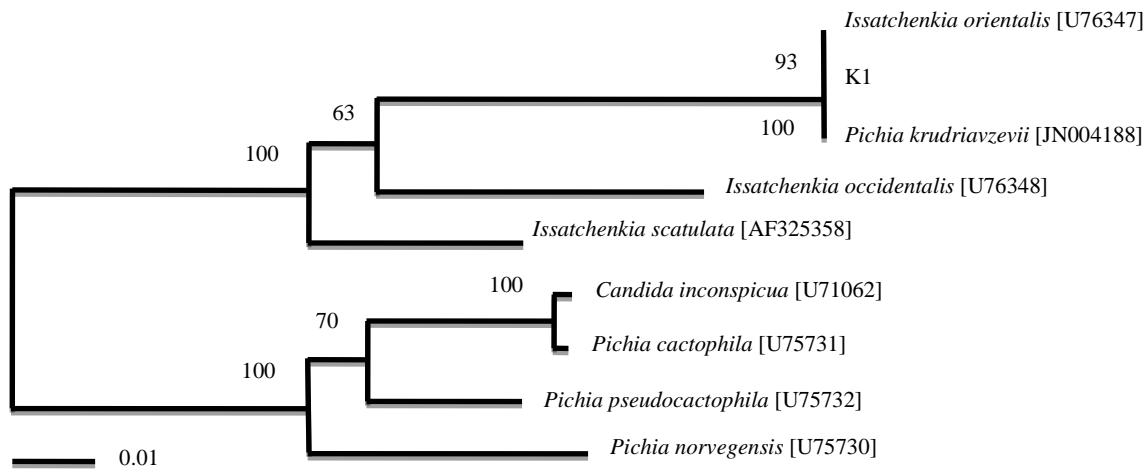 Issatchenkia orientalis [U76347]
93
K1
63
100
Pichia krudriavzevii [JN004188]
100
Issatchenkia occidentalis [U76348]
Issatchenkia scatulata [AF325358]
100
Candida inconspicua [U71062]
70
Pichia cactophila [U75731]
100
Pichia pseudocactophila [U75732]
Pichia norvegensis [U75730]
0.01